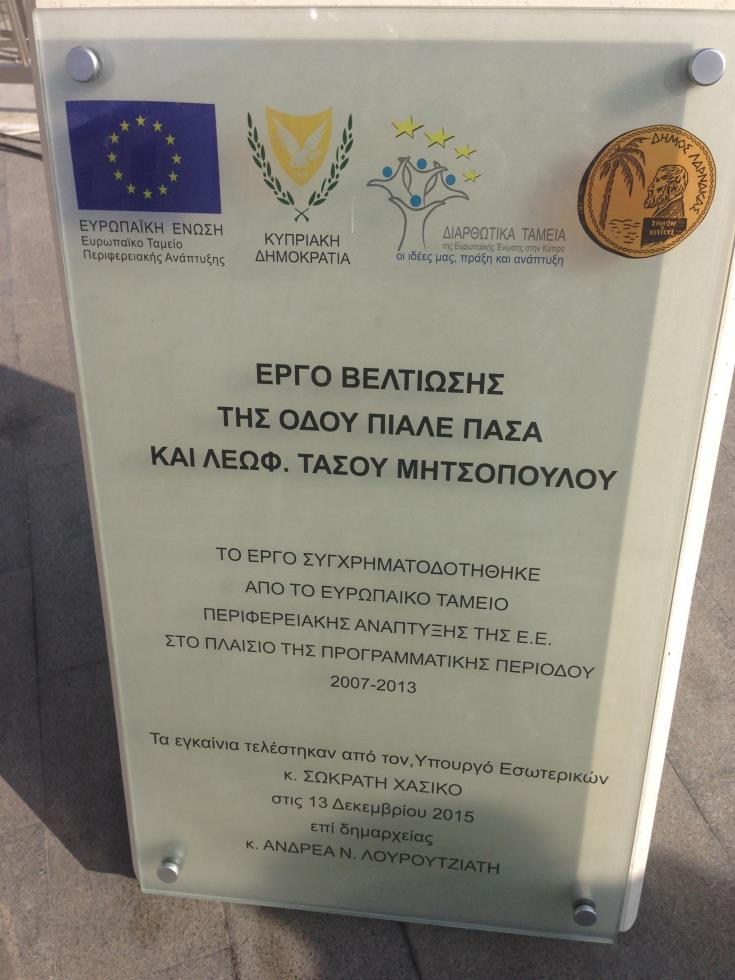 ΕΥΡΩΠΑΪΚΗ ΕΝΩΣΗ
Ευρωπαϊκό Ταμείο
Περιφερειακής Ανάπτυξης
ΚΥΠΡΙΑΚΗ
ΔΗΜΟΚΡΑΤΙΑ
ΔΙΑΡΘΩΤΙΚΑ ΤΑΜΕΙΑ
της Ευρωπαϊκής Ένωσης στην Κύπρο
οι ιδέες μας, πράξη και ανάπτυξη
ΔΗΜΟΣ ΛΑΡΝΑΚΑΣ
ΖΗΝΩΝ
Ο
ΚΙΤΙΕΥΣ
ΕΡΓΟ ΒΕΛΤΙΩΣΗΣ
ΤΗΣ ΟΔΟΥ ΠΙΑΛΕ ΠΑΣΑ
ΚΑΙ ΛΕΩΦ. ΤΑΣΟΥ ΜΗΤΣΟΠΟΥΛΟΥ
ΤΟ ΕΡΓΟ ΣΥΓΧΡΗΜΑΤΟΔΟΤΗΘΗΚΕ
ΑΠΟ ΤΟ ΕΥΡΩΠΑΙΚΟ ΤΑΜΕΙΟ
ΠΕΡΙΦΕΡΕΙΑΚΗΣ ΑΝΑΠΤΥΞΗΣ ΤΗΣ Ε.Ε.
ΣΤΟ ΠΛΑΙΣΙΟ ΤΗΣ ΠΡΟΓΡΑΜΜΑΤΙΚΗΣ ΠΕΡΙΟΔΟΥ
2007-2013
Τα εγκαίνια τελέστηκαν από τον,Υπουργό Εσωτερικών
κ. ΣΩΚΡΑΤΗ ΧΑΣΙΚΟ
στις 13 Δεκεμβρίου 2015
επί δημαρχείας
κ. ΑΝΔΡΕΑ Ν. ΛΟΥΡΟΥΤΖΙΑΤΗ